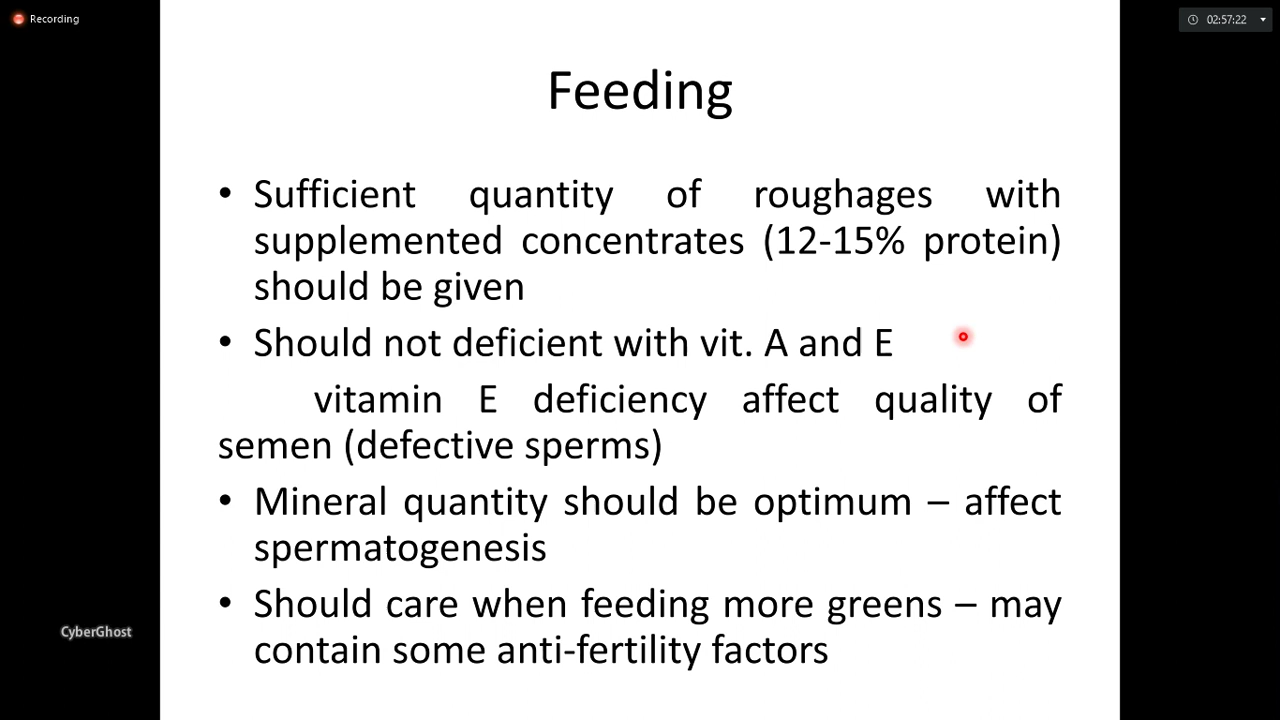 Recording
02:57:22
Feeding
• Sufficient quantity of roughages with
supplemented concentrates (12-15% protein)
should be given
• Should not deficient with vit. A and E
vitamin E deficiency affect quality of
semen (defective sperms)
• Mineral quantity should be optimum – affect
spermatogenesis
• Should care when feeding more greens – may
contain some anti-fertility factors
CyberGhost